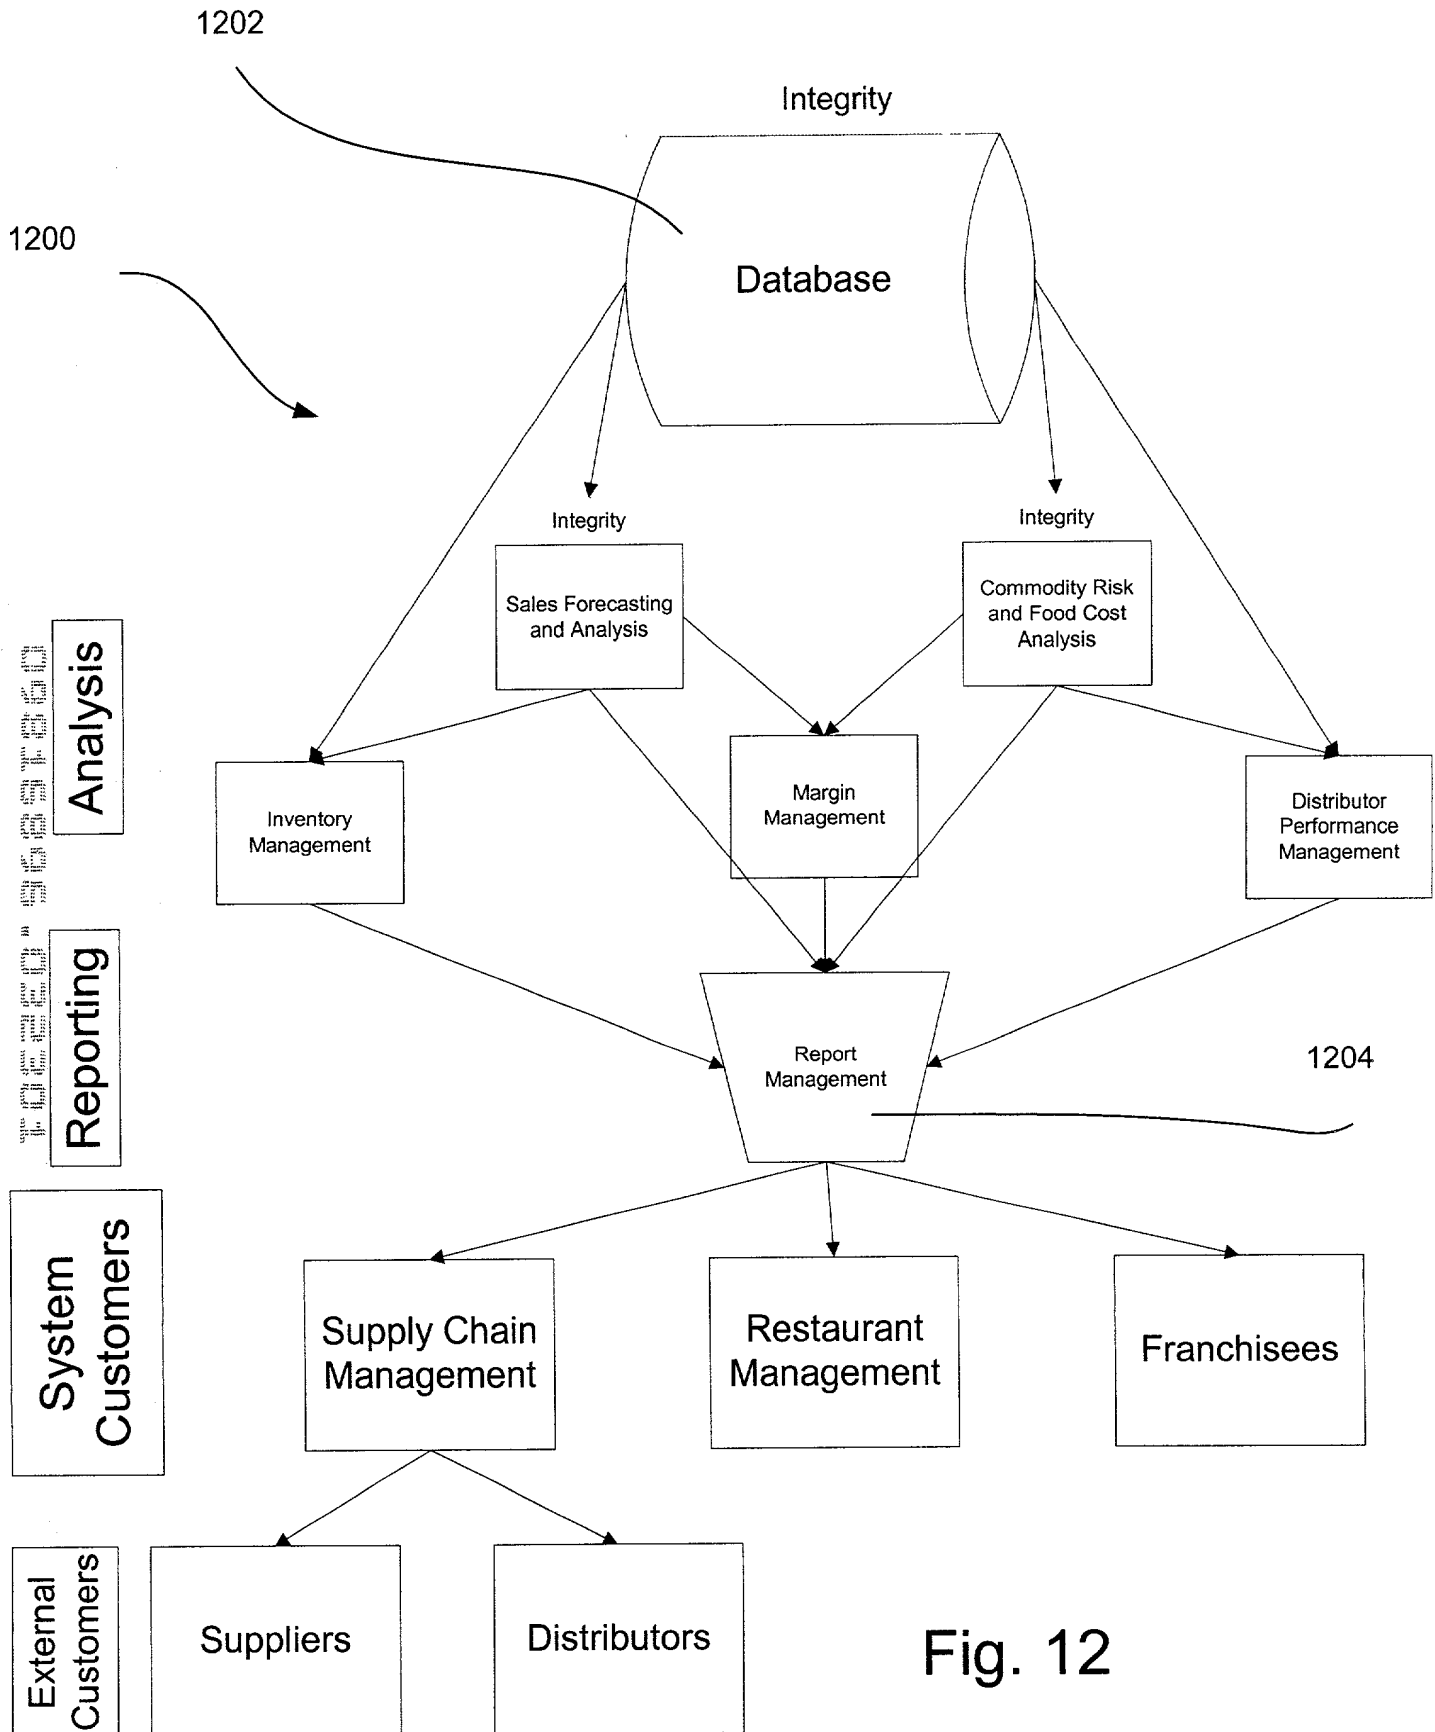 1202
Integrity
1200
Database
Integrity
Integrity
Sales Forecasting
and Analysis
Commodity Risk
and Food Cost
Analysis
Analysis
Inventory
Management
Margin
Management
Distributor
Performance
Management
Reporting
Report
Management
1204
System
Customers
Supply Chain
Management
Restaurant
Management
Franchisees
External
Customers
Suppliers
Distributors
Fig. 12